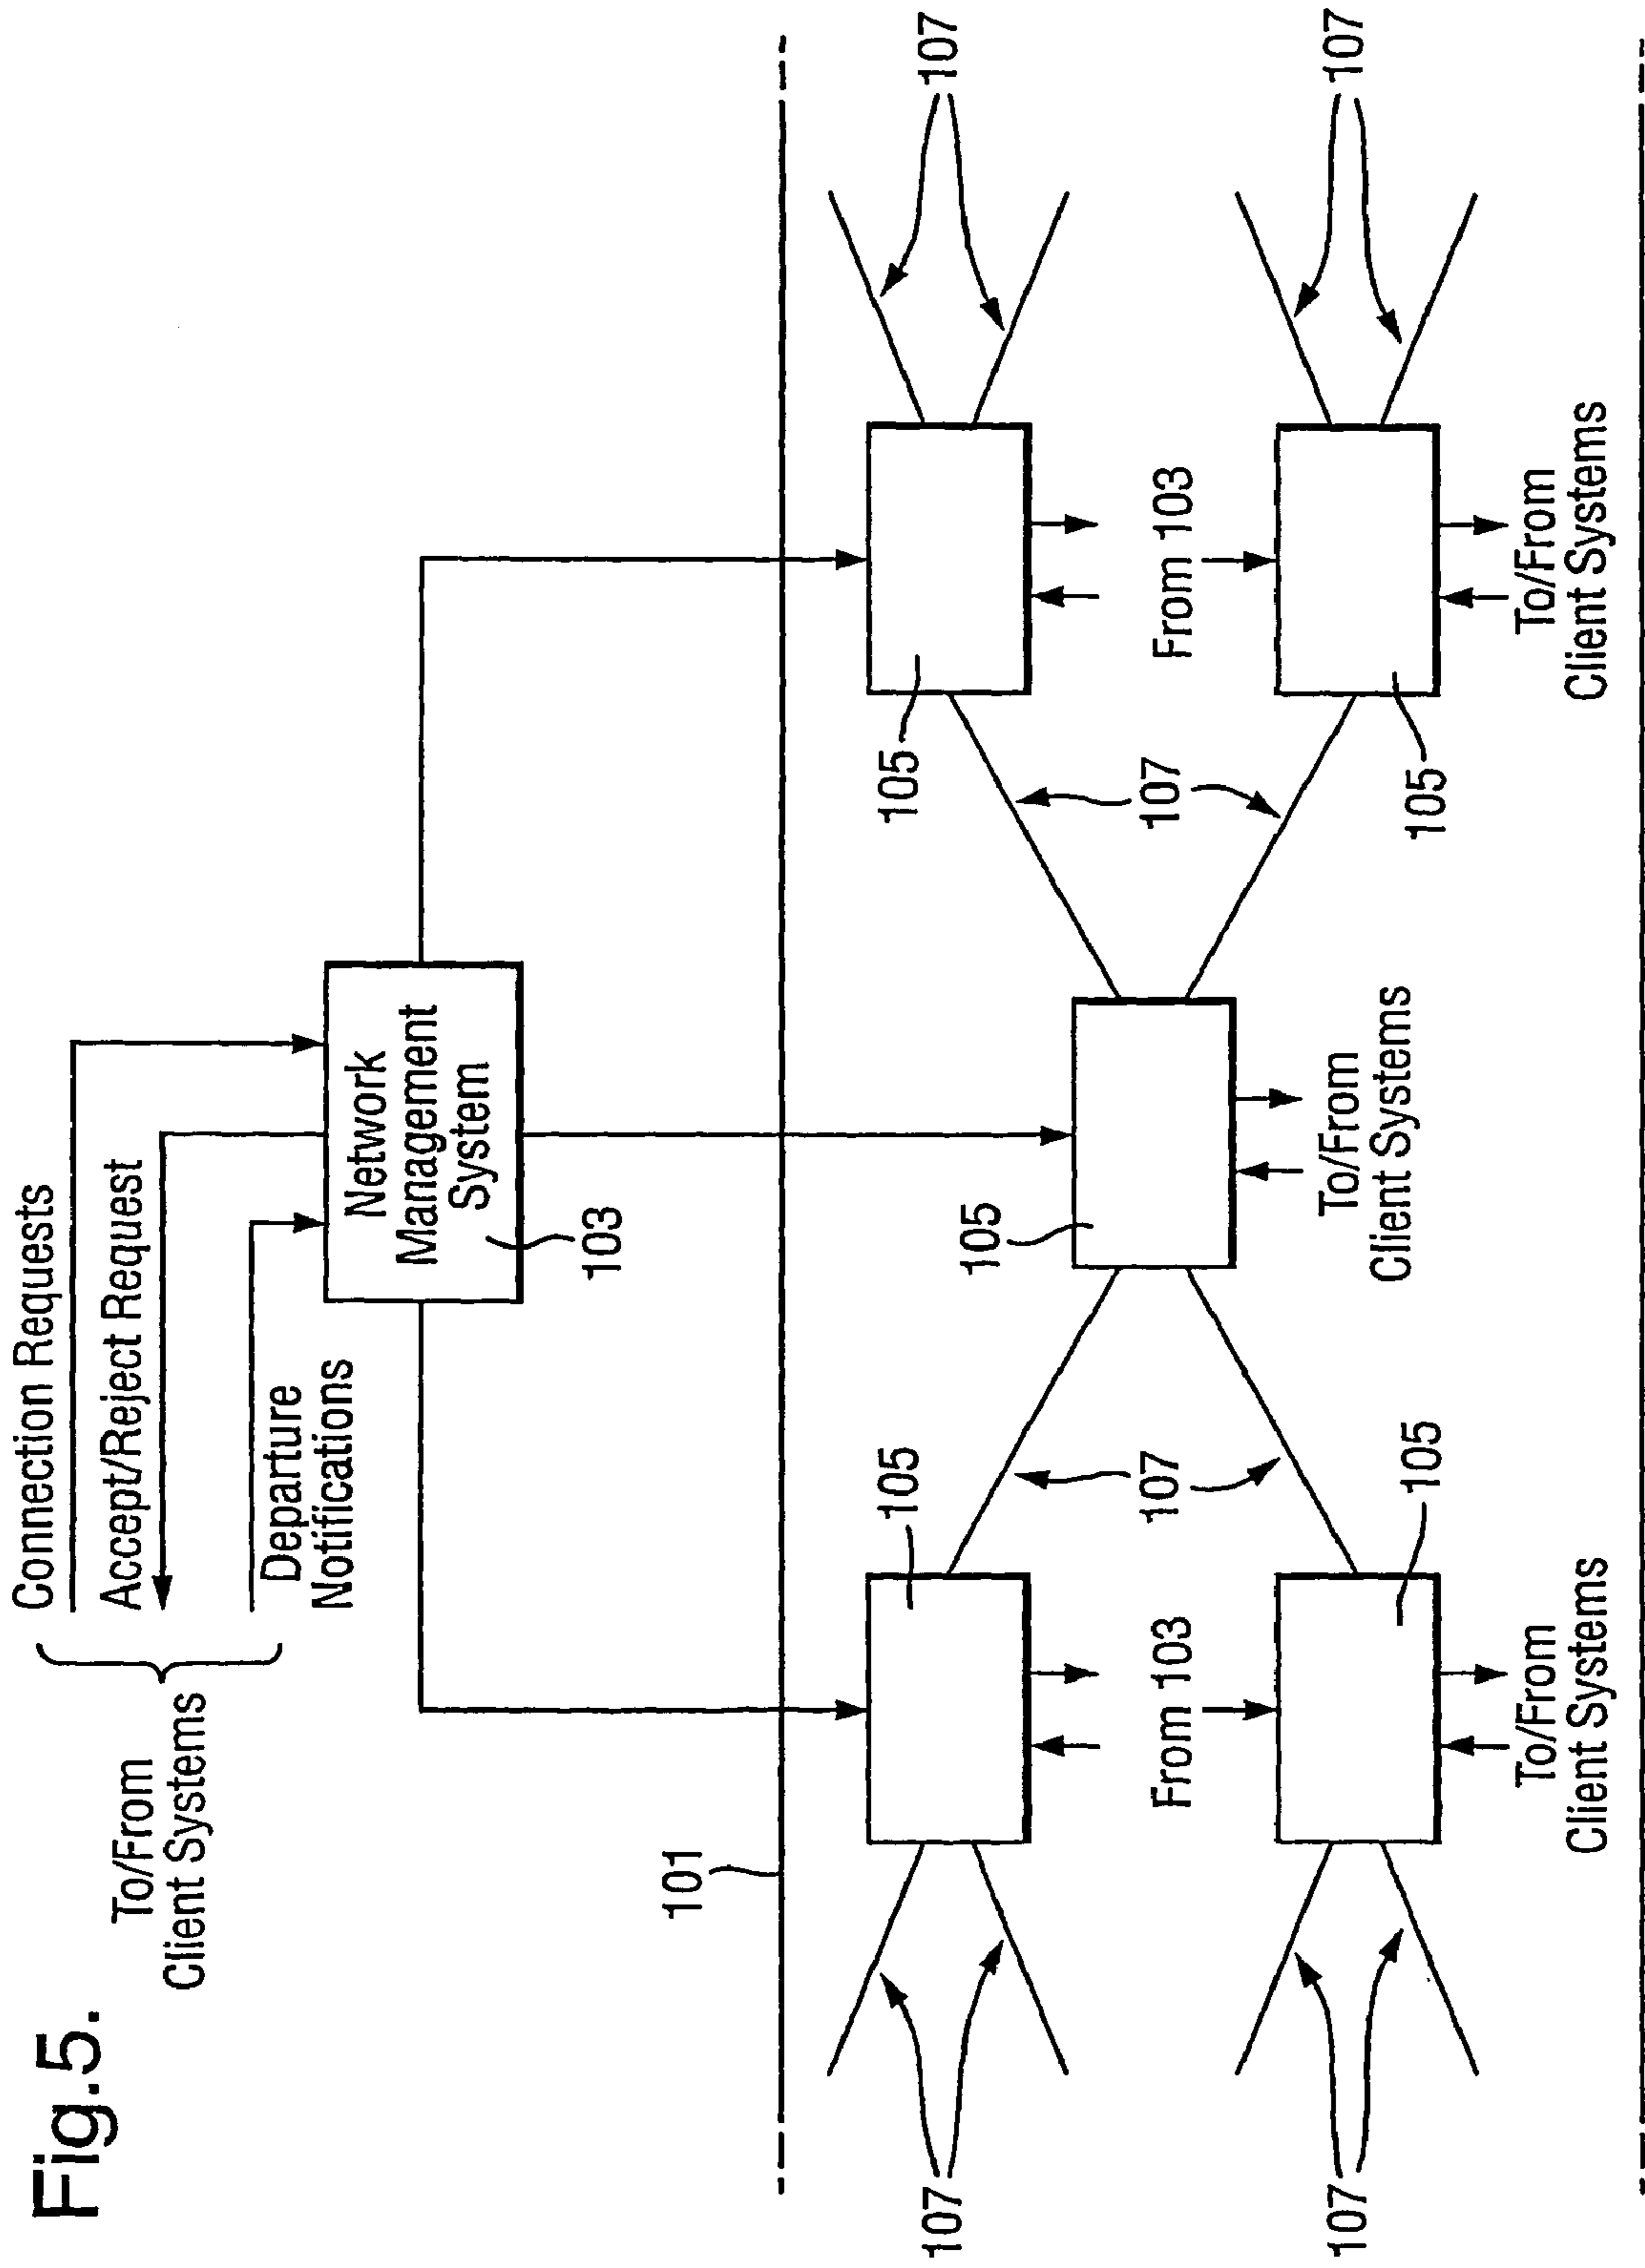 Fig.5.
To/From
Client Systems
Connection Requests
Accept/Reject Request
Departure
Notifications
Network
Management
System
103
101
107
105
105
107
107
105
107
107
From 103
From 103
To/From
Client Systems
107
105
105
107
To/From
Client Systems
To/From
Client Systems